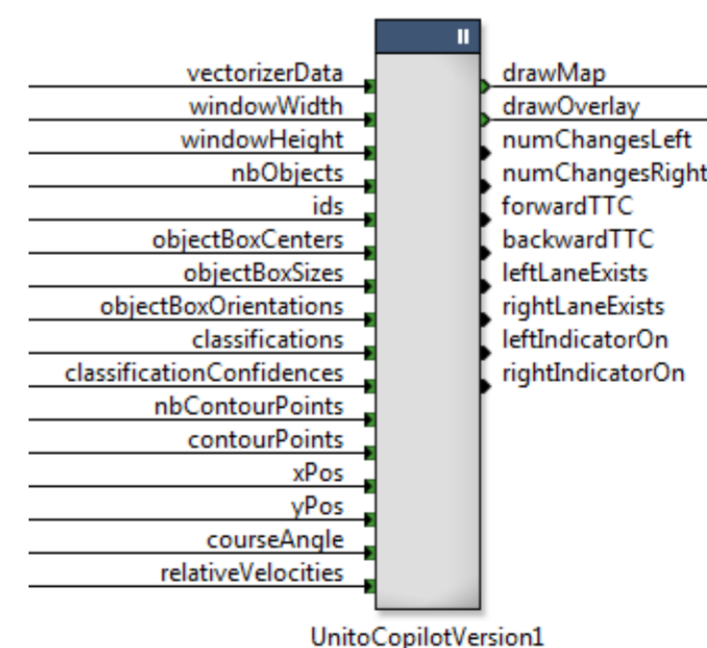 vectorizerData
windowWidth
windowHeight
nbObjects
ids
objectBoxCenters
objectBoxSizes
objectBoxOrientations
classifications
classificationConfidences
nbContourPoints
contourPoints
xPos
yPos
courseAngle
relativeVelocities
drawMap
drawOverlay
numChangesLeft
numChangesRight
forwardTTC
backwardTTC
leftLaneExists
rightLaneExists
leftIndicatorOn
rightIndicatorOn
UnitoCopilotVersion1